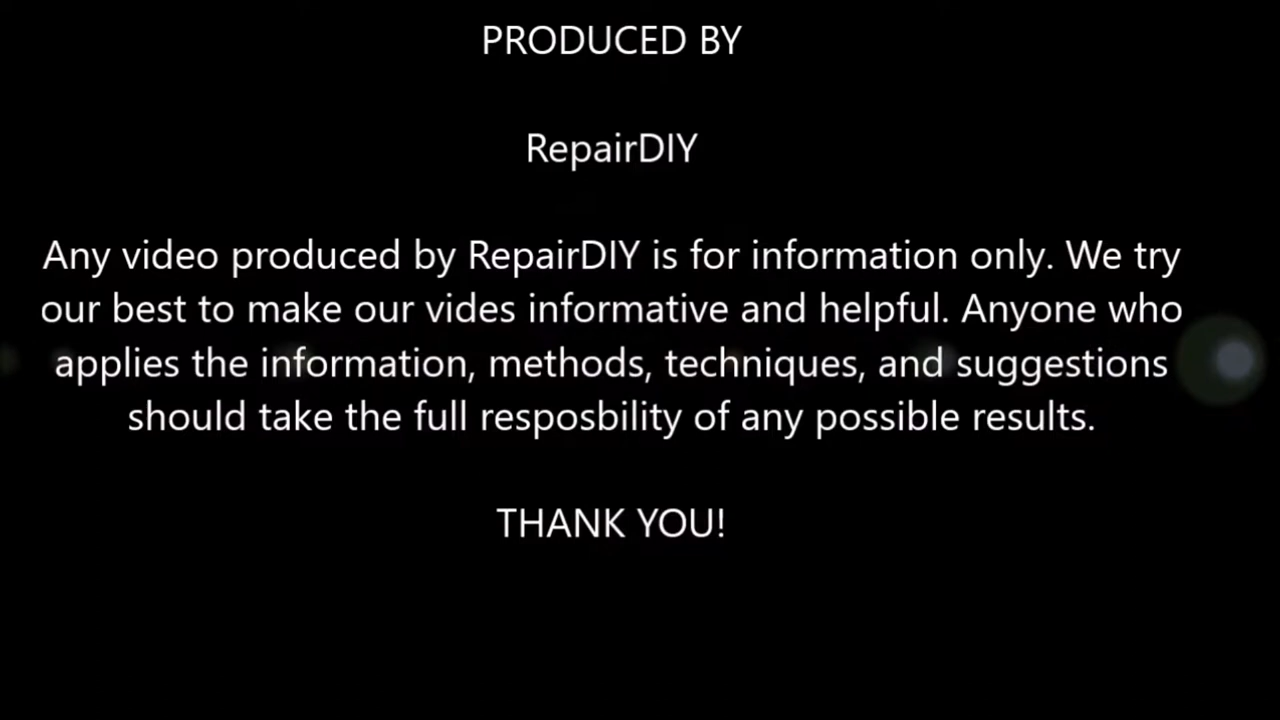 PRODUCED BY
RepairDIY
Any video produced by RepairDIY is for information only. We try
our best to make our vides informative and helpful. Anyone who
applies the information, methods, techniques, and suggestions
should take the full resposbility of any possible results.
THANK YOU!